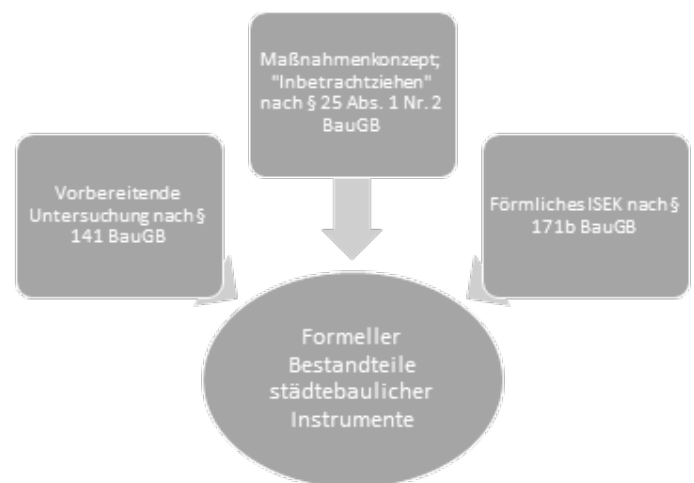 Maßnahmenkonzept;
"Inbetrachtziehen"
nach § 25 Abs. 1 Nr. 2
BauGB
Vorbereitende
Untersuchung nach §
141 BauGB
Förmliches ISEK nach §
171b BauGB
Formeller
Bestandteile
städtebaulicher
Instrumente